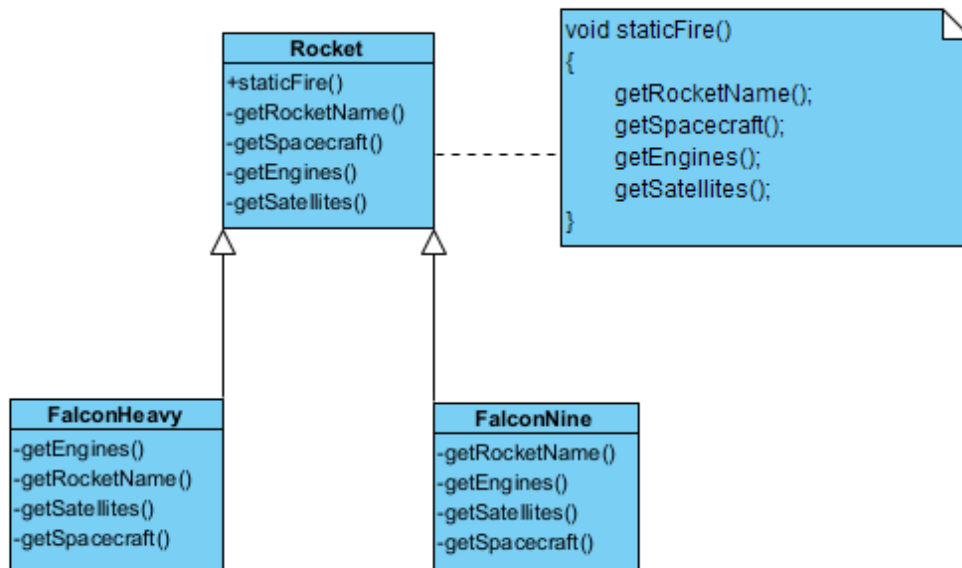 Rocket
+staticFire()
-getRocketName()
-getSpacecraft()
-getEngines()
-getSatellites()
void staticFire()
{
getRocketName();
getSpacecraft();
getEngines();
getSatellites();
}
FalconHeavy
-getEngines()
-getRocketName()
-getSatellites()
-getSpacecraft()
FalconNine
-getRocketName()
-getEngines()
-getSatellites()
-getSpacecraft()